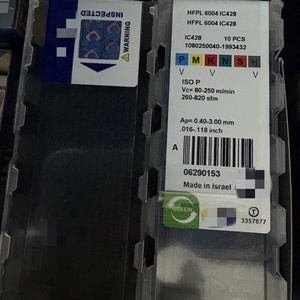 INSPECTED
WARNING
HFPL 6004 IC428
HFPL 6004 IC428
IC428 10 PCS
1080250040-1993432
P M K N S H
V V V
ISO P
Vc= 80-250 m/min
260-820 sfm
Ap= 0.40-3.00 mm
.016-.118 inch
A
06290153
Made in Israel
GREEN
T
3357677